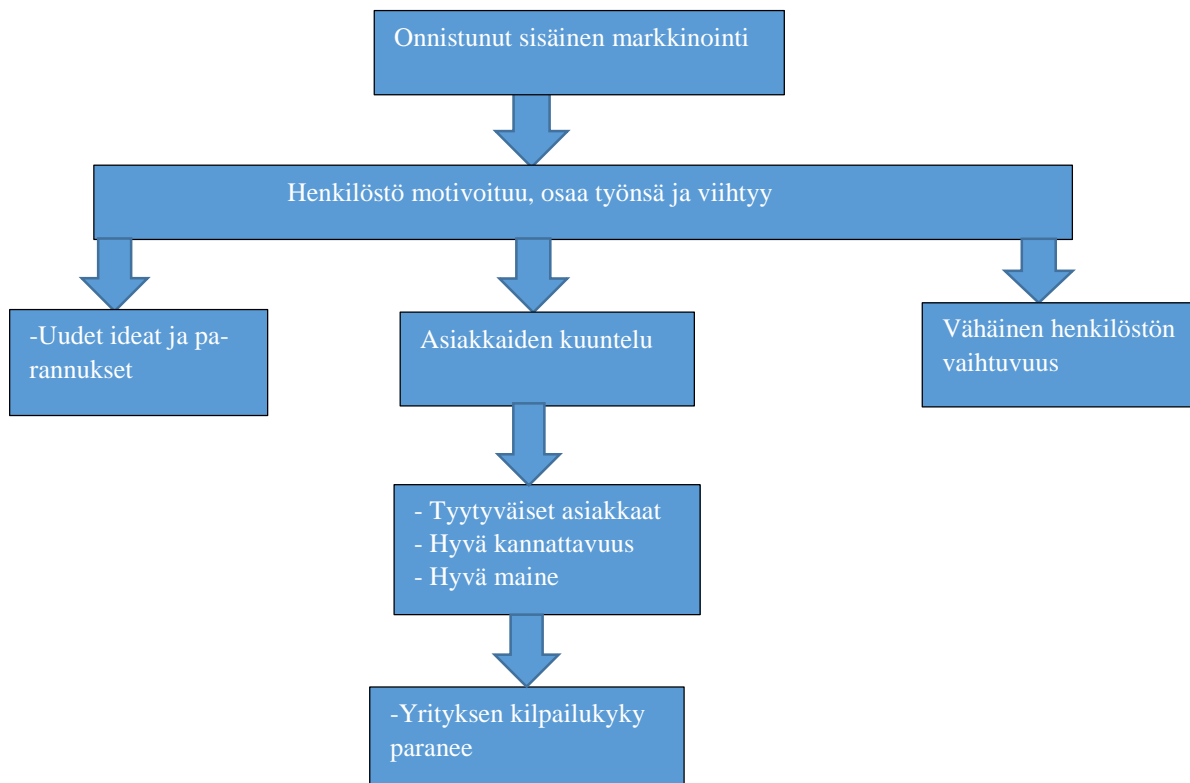 Onnistunut sisäinen markkinointi
Henkilöstö motivoituu, osaa työnsä ja viihtyy
-Uudet ideat ja pa-
rannukset
Asiakkaiden kuuntelu
Vähäinen henkilöstön
vaihtuvuus
- Tyytyväiset asiakkaat
- Hyvä kannattavuus
- Hyvä maine
-Yrityksen kilpailukyky
paranee